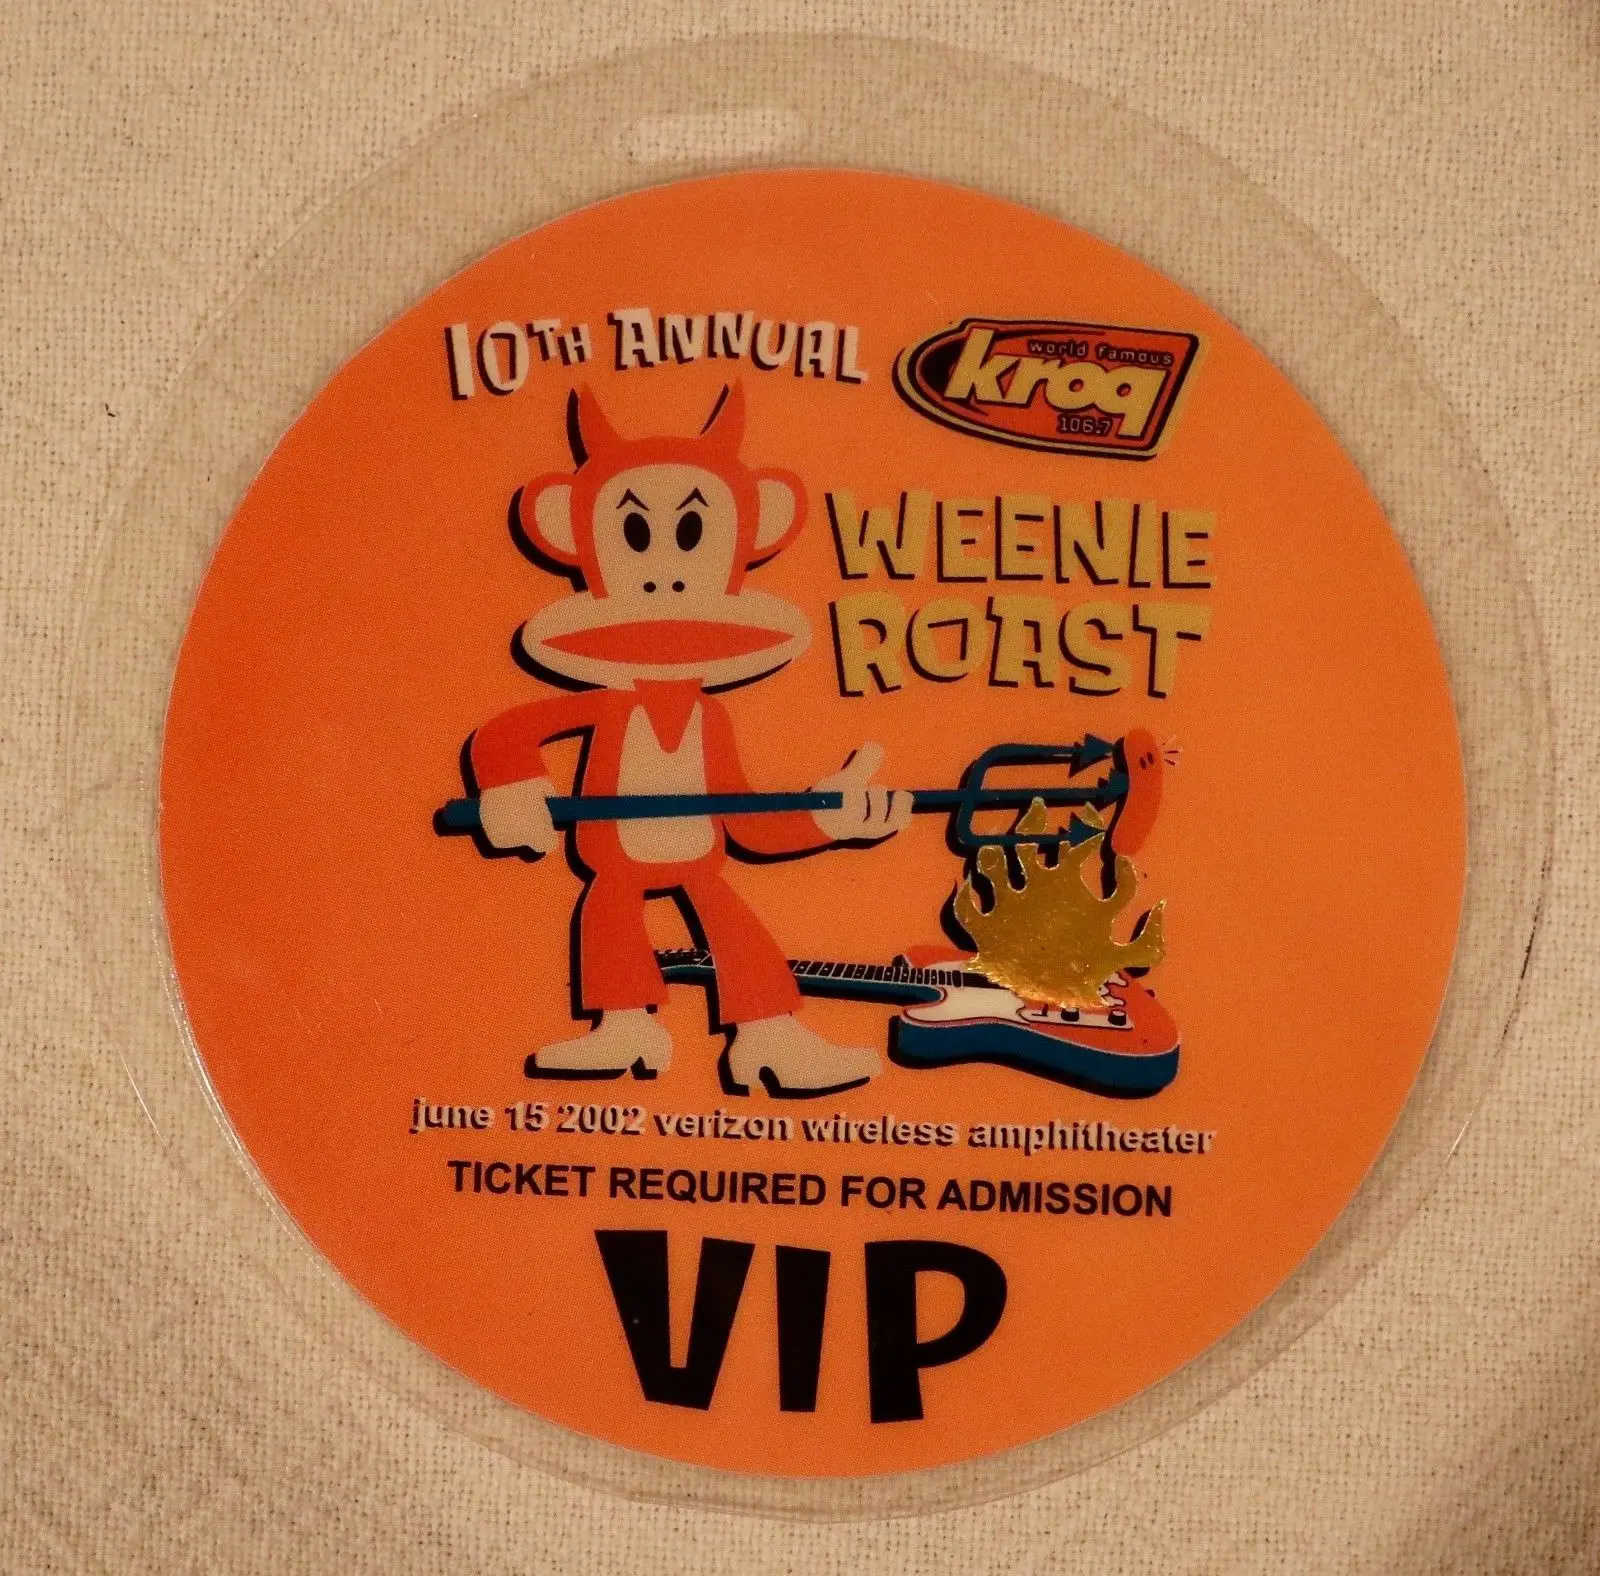 10TH ANNUAL
world famous
kroq
106.7
WEENIE
ROAST
june 15 2002 verizon wireless amphitheater
TICKET REQUIRED FOR ADMISSION
VIP